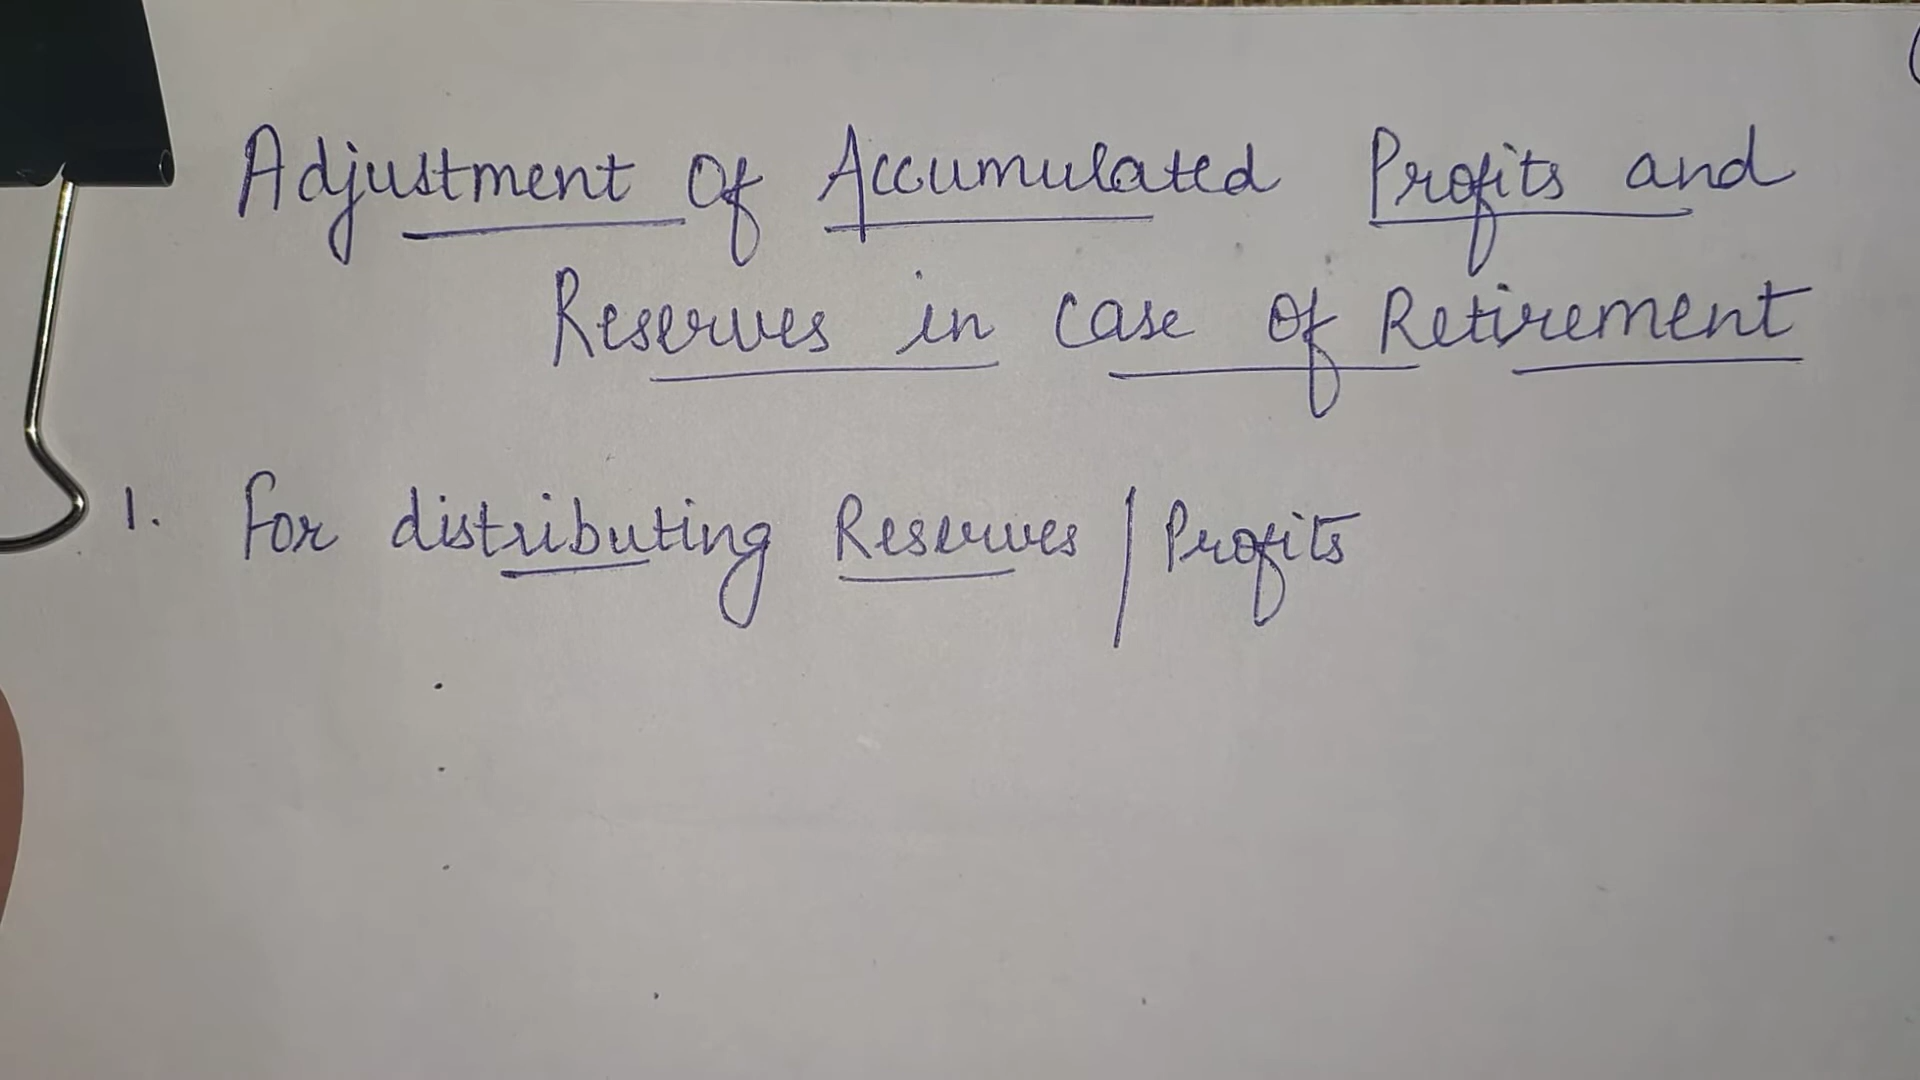 Adjustment Of Accumulated Profits and
Reserves in case of Retirement
1. For distributing Reserves / Profits